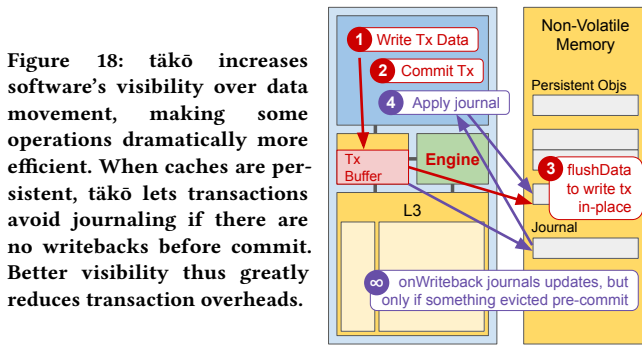 Figure 18: täkō increases
software's visibility over data
movement, making some
operations dramatically more
efficient. When caches are per-
sistent, täkō lets transactions
avoid journaling if there are
no writebacks before commit.
Better visibility thus greatly
reduces transaction overheads.
1 Write Tx Data
2 Commit Tx
4 Apply journal
Tx
Buffer
Engine
L3
Non-Volatile
Memory
Persistent Objs
3 flushData
to write tx
in-place
Journal
∞ onWriteback journals updates, but
only if something evicted pre-commit